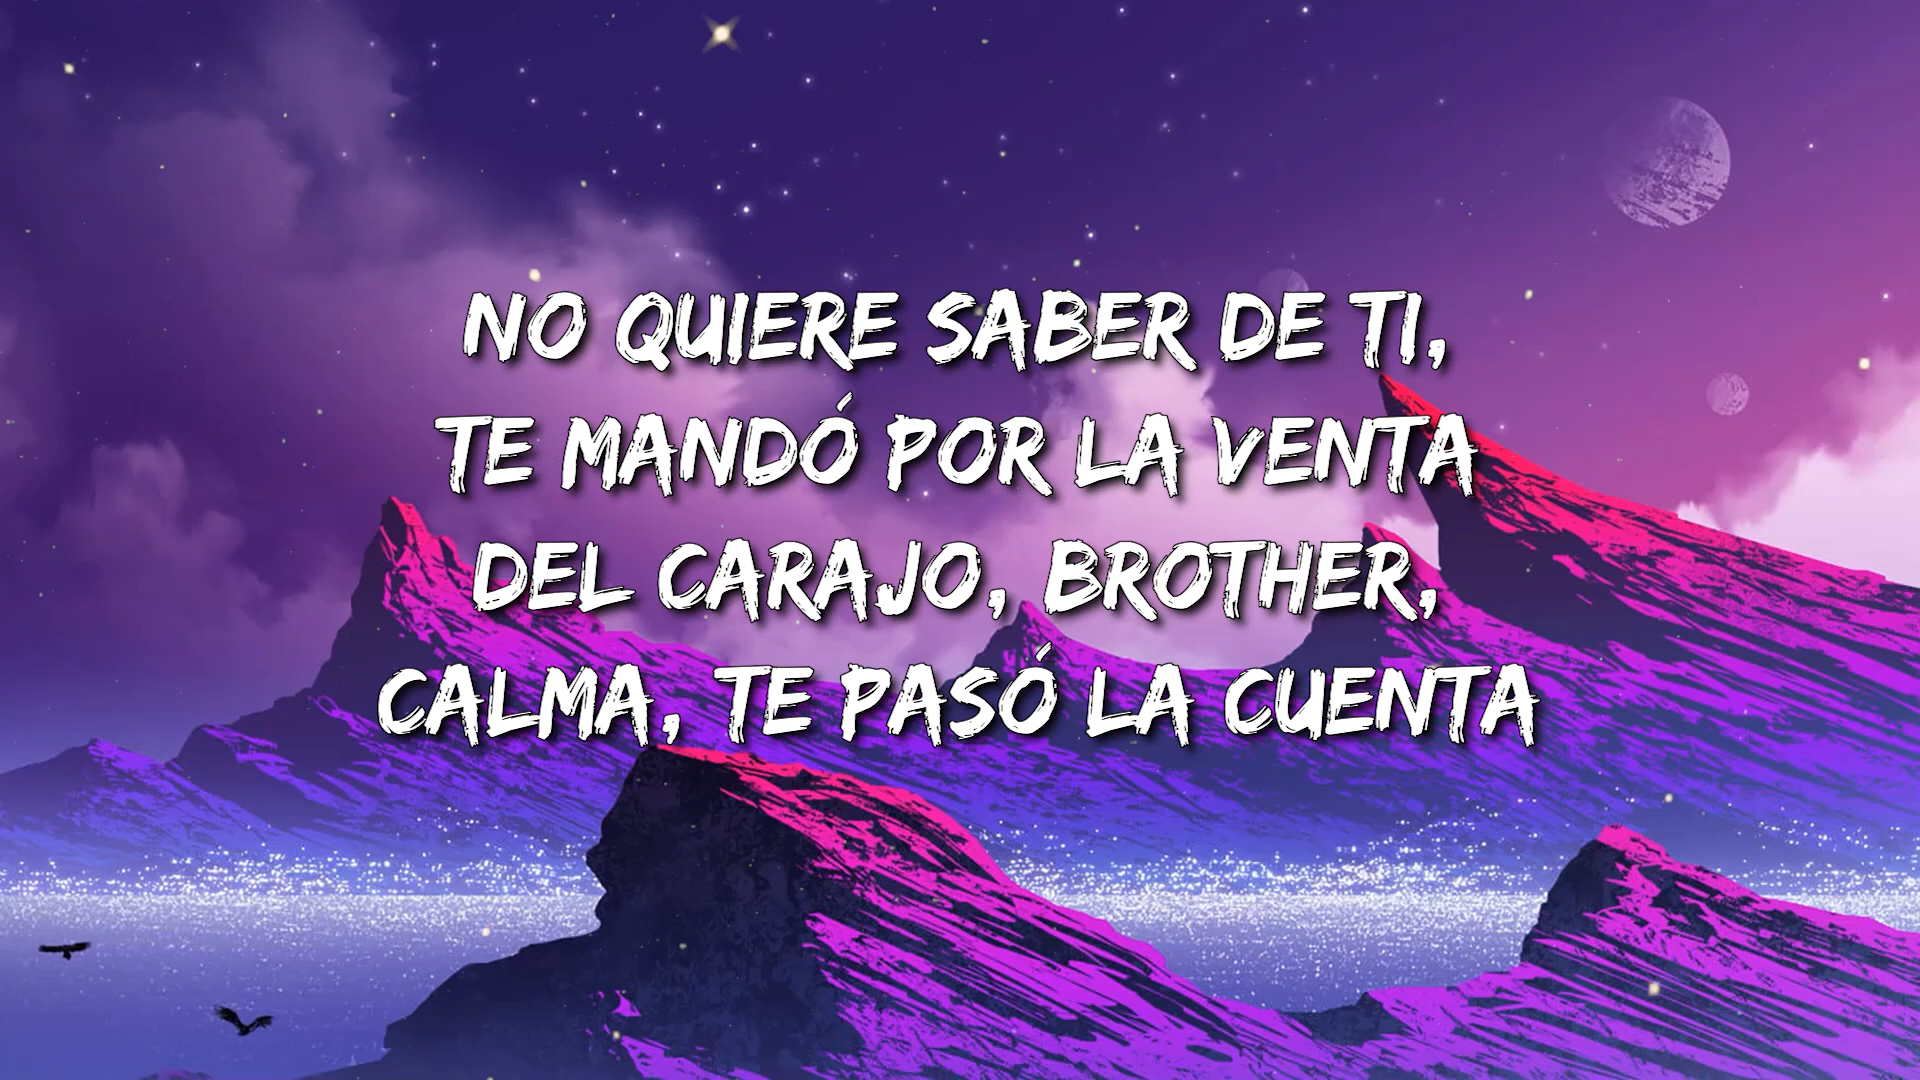 NO QUIERE SABER DE TI,
TE MANDÓ POR LA VENTA
DEL CARAJO, BROTHER,
CALMA, TE PASÓ LA CUENTA